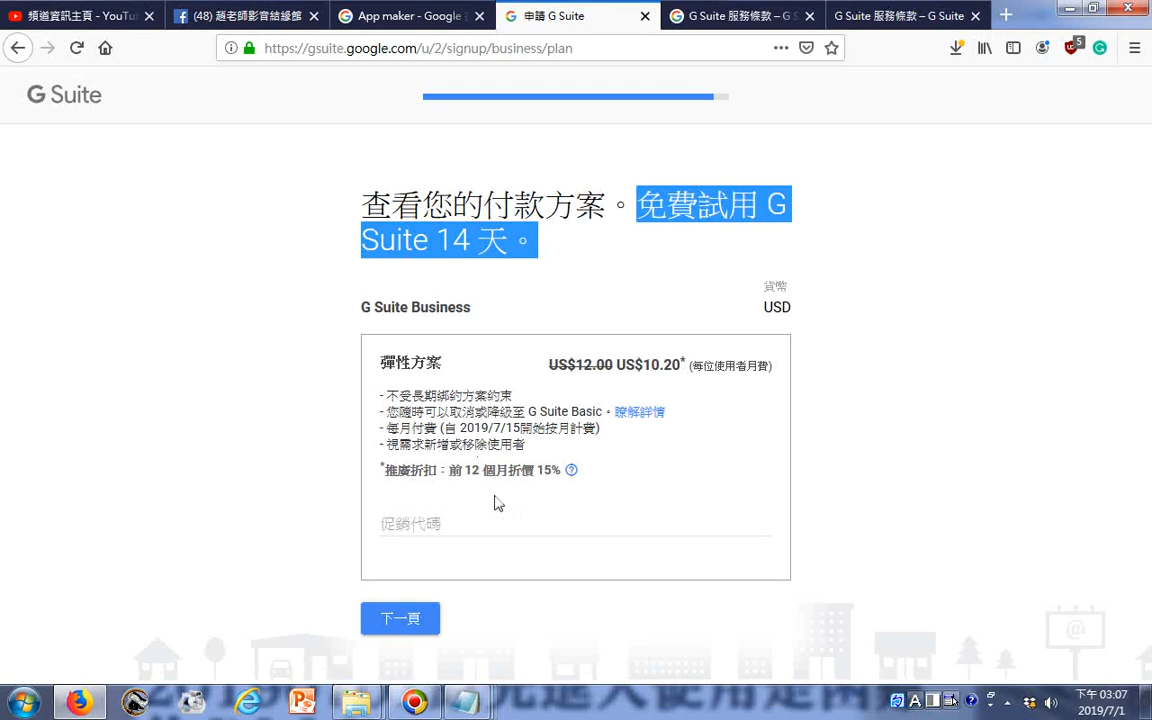 頻道資訊主頁 - YouTu
(48) 趙老師影音結緣館
App maker - Google
申請 G Suite
G Suite 服務條款 – G S
G Suite 服務條款 – G Suite
https://gsuite.google.com/u/2/signup/business/plan
5
G Suite
查看您的付款方案。免費試用 G
Suite 14 天。
貨幣
G Suite Business
USD
彈性方案
US$12.00 US$10.20* (每位使用者月費)
- 不受長期綁約方案約束
- 您隨時可以取消或降級至 G Suite Basic。瞭解詳情
- 每月付費 (自 2019/7/15開始按月計費)
- 視需求新增或移除使用者
*推廣折扣：前 12 個月折價 15%
促銷代碼
下一頁
@
下午 03:07
2019/7/1